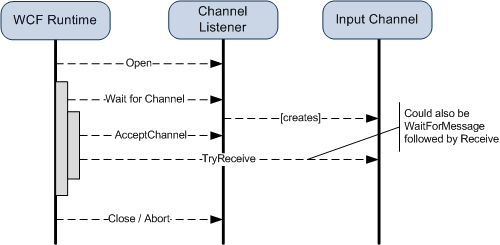 WCF Runtime
Channel
Listener
Input Channel
Open
Wait for Channel
[creates]
Could also be
WaitForMessage
followed by Receive
AcceptChannel
TryReceive
Close / Abort